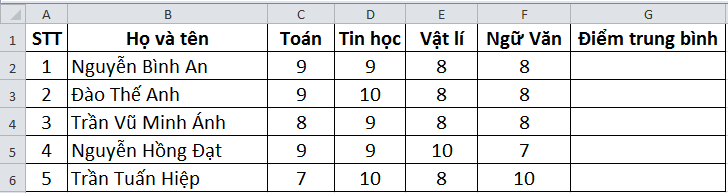 A B C D E F G
1 STT Họ và tên Toán Tin học Vật lí Ngữ Văn Điểm trung bình
2 1 Nguyễn Bình An 9 9 8 8
3 2 Đào Thế Anh 9 10 8 8
4 3 Trần Vũ Minh Ánh 8 9 8 8
5 4 Nguyễn Hồng Đạt 9 9 10 7
6 5 Trần Tuấn Hiệp 7 10 8 10